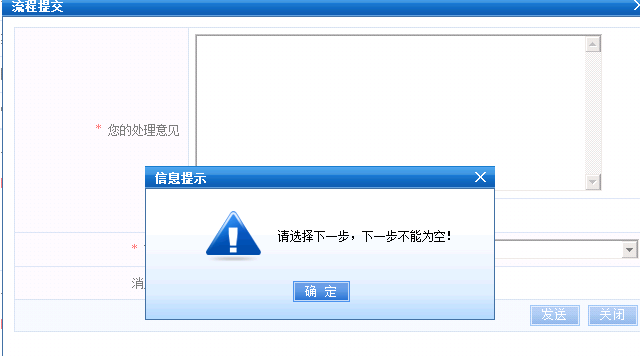 流程提交
* 您的处理意见
信息提示
请选择下一步，下一步不能为空！
*
消
确 定
发送
关闭